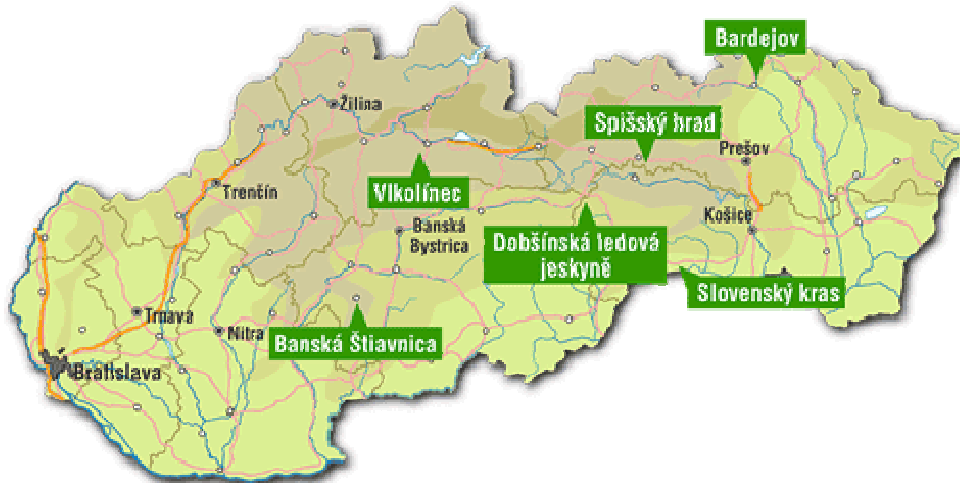 Bardejov
Žilina
Spišský hrad
Prešov
Trenčín
Vlkolínec
Banská
Bystrica
Košice
Dobšínská ledová
jeskyně
Slovenský kras
Trnava
Nitra
Banská Štiavnica
Bratislava